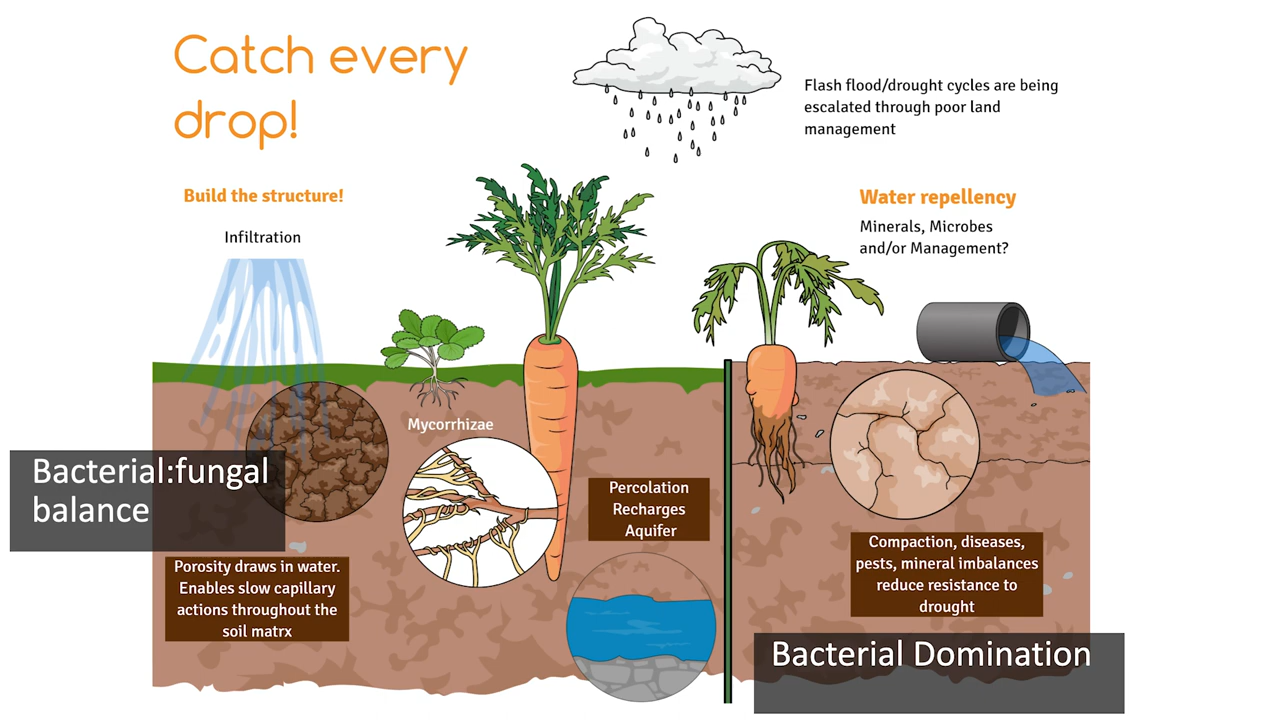 Catch every
drop!
Flash flood/drought cycles are being
escalated through poor land
management
Build the structure!
Infiltration
Water repellency
Minerals, Microbes
and/or Management?
Mycorrhizae
Bacterial:fungal
balance
Percolation
Recharges
Aquifer
Porosity draws in water.
Enables slow capillary
actions throughout the
soil matrx
Compaction, diseases,
pests, mineral imbalances
reduce resistance to
drought
Bacterial Domination